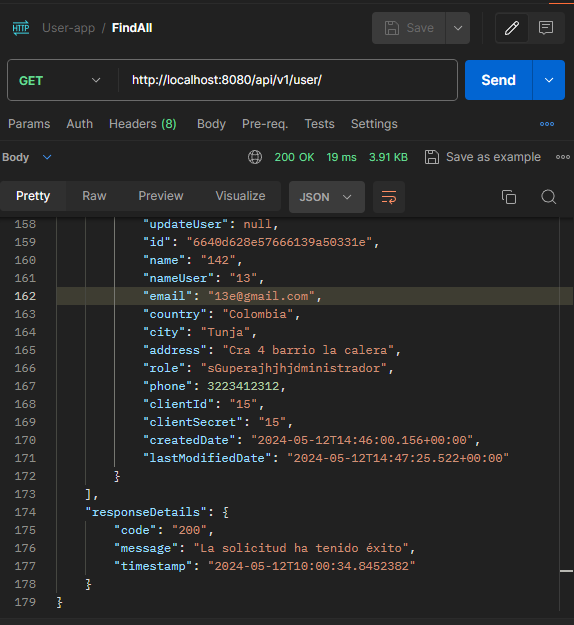 HTTP User-app / FindAll Save
GET http://localhost:8080/api/v1/user/ Send
Params Auth Headers (8) Body Pre-req. Tests Settings
Body 200 OK 19 ms 3.91 KB Save as example
Pretty Raw Preview Visualize JSON
158 "updateUser": null,
159 "id": "6640d628e57666139a50331e",
160 "name": "142",
161 "nameUser": "13",
162 "email": "13e@gmail.com",
163 "country": "Colombia",
164 "city": "Tunja",
165 "address": "Cra 4 barrio la calera",
166 "role": "sGuperajhjhjdministrador",
167 "phone": 3223412312,
168 "clientId": "15",
169 "clientSecret": "15",
170 "createdDate": "2024-05-12T14:46:00.156+00:00",
171 "lastModifiedDate": "2024-05-12T14:47:25.522+00:00"
172 }
173 ],
174 "responseDetails": {
175 "code": "200",
176 "message": "La solicitud ha tenido éxito",
177 "timestamp": "2024-05-12T10:00:34.8452382"
178 }
179 }